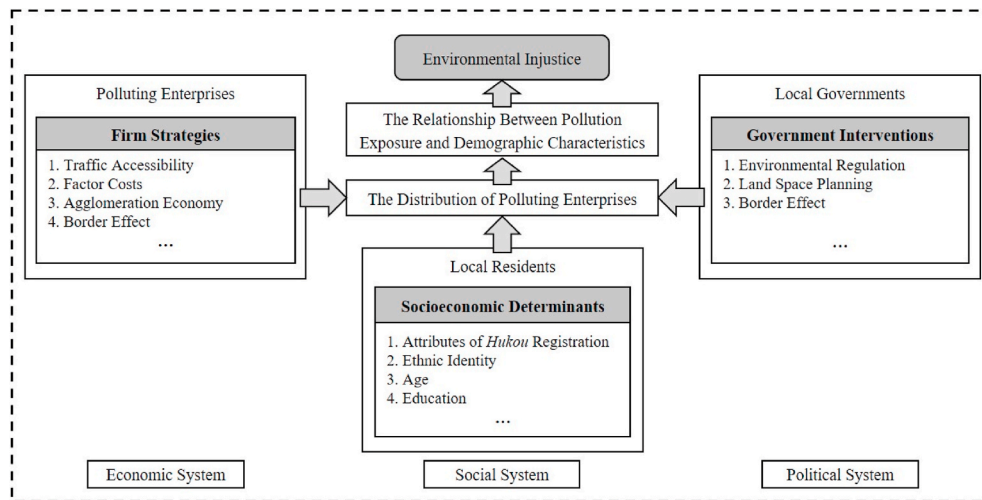 Environmental Injustice
Polluting Enterprises
Firm Strategies
1. Traffic Accessibility
2. Factor Costs
3. Agglomeration Economy
4. Border Effect
...
The Relationship Between Pollution
Exposure and Demographic Characteristics
The Distribution of Polluting Enterprises
Local Governments
Government Interventions
1. Environmental Regulation
2. Land Space Planning
3. Border Effect
...
Local Residents
Socioeconomic Determinants
1. Attributes of Hukou Registration
2. Ethnic Identity
3. Age
4. Education
...
Economic System
Social System
Political System